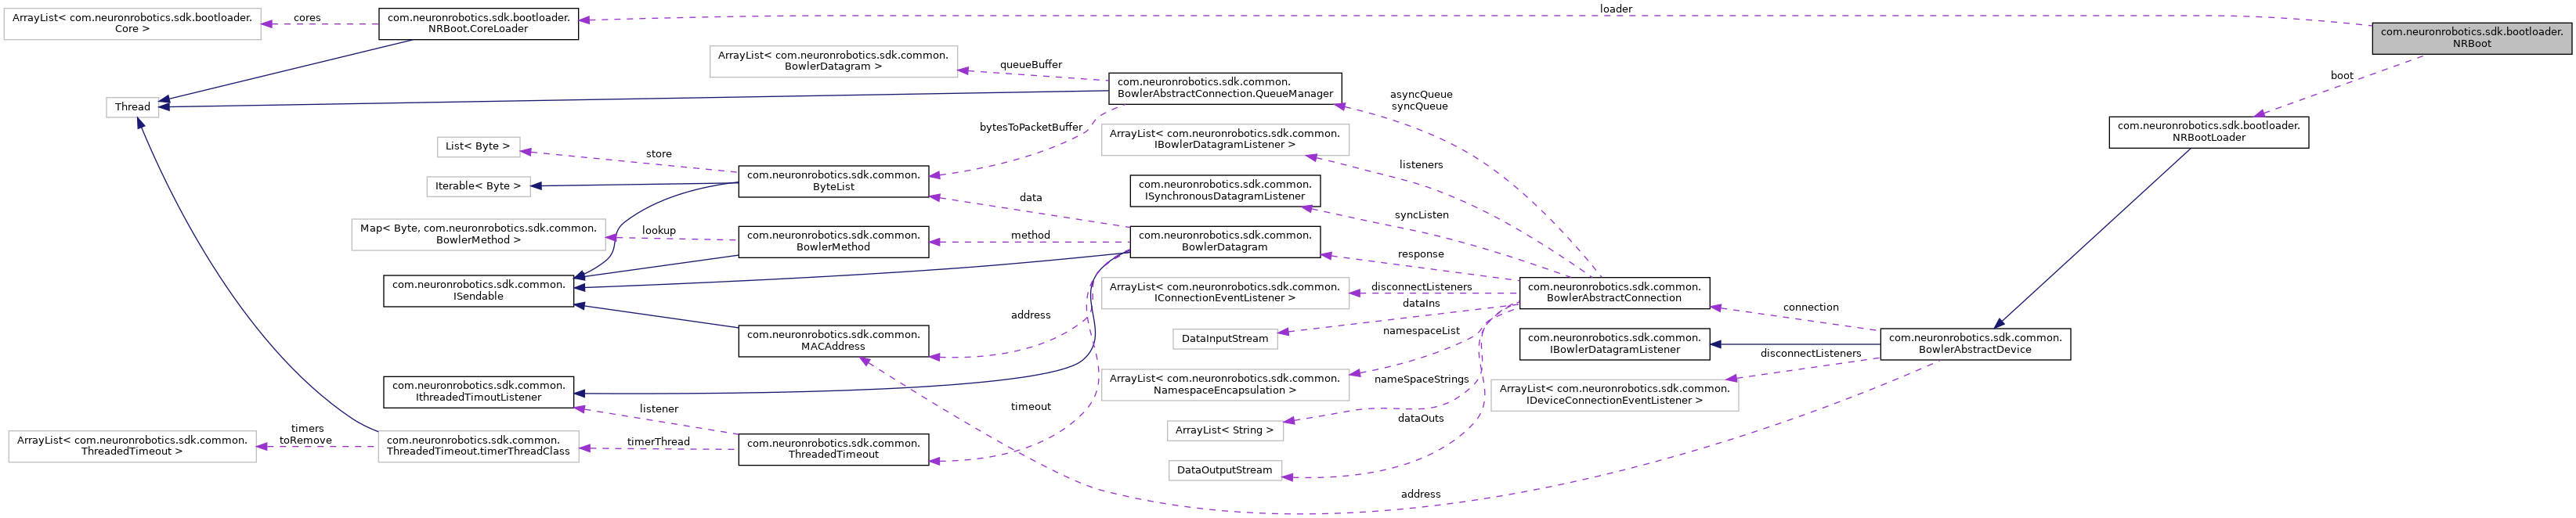 ArrayList< com.neuronrobotics.sdk.bootloader.
Core >
cores
com.neuronrobotics.sdk.bootloader.
NRBoot.CoreLoader
loader
com.neuronrobotics.sdk.bootloader.
NRBoot
boot
ArrayList< com.neuronrobotics.sdk.common.
BowlerDatagram >
queueBuffer
com.neuronrobotics.sdk.common.
BowlerAbstractConnection.QueueManager
asyncQueue
syncQueue
Thread
bytesToPacketBuffer
ArrayList< com.neuronrobotics.sdk.common.
IBowlerDatagramListener >
com.neuronrobotics.sdk.bootloader.
NRBootLoader
List< Byte >
store
listeners
Iterable< Byte >
com.neuronrobotics.sdk.common.
ByteList
com.neuronrobotics.sdk.common.
ISynchronousDatagramListener
data
syncListen
Map< Byte, com.neuronrobotics.sdk.common.
BowlerMethod >
lookup
com.neuronrobotics.sdk.common.
BowlerMethod
method
com.neuronrobotics.sdk.common.
BowlerDatagram
response
com.neuronrobotics.sdk.common.
ISendable
ArrayList< com.neuronrobotics.sdk.common.
IConnectionEventListener >
disconnectListeners
com.neuronrobotics.sdk.common.
BowlerAbstractConnection
connection
address
dataIns
com.neuronrobotics.sdk.common.
MACAddress
DataInputStream
namespaceList
com.neuronrobotics.sdk.common.
IBowlerDatagramListener
com.neuronrobotics.sdk.common.
BowlerAbstractDevice
disconnectListeners
com.neuronrobotics.sdk.common.
IthreadedTimoutListener
ArrayList< com.neuronrobotics.sdk.common.
NamespaceEncapsulation >
nameSpaceStrings
ArrayList< com.neuronrobotics.sdk.common.
IDeviceConnectionEventListener >
listener
timeout
dataOuts
ArrayList< com.neuronrobotics.sdk.common.
ThreadedTimeout >
timers
toRemove
com.neuronrobotics.sdk.common.
ThreadedTimeout.timerThreadClass
timerThread
com.neuronrobotics.sdk.common.
ThreadedTimeout
ArrayList< String >
DataOutputStream
address